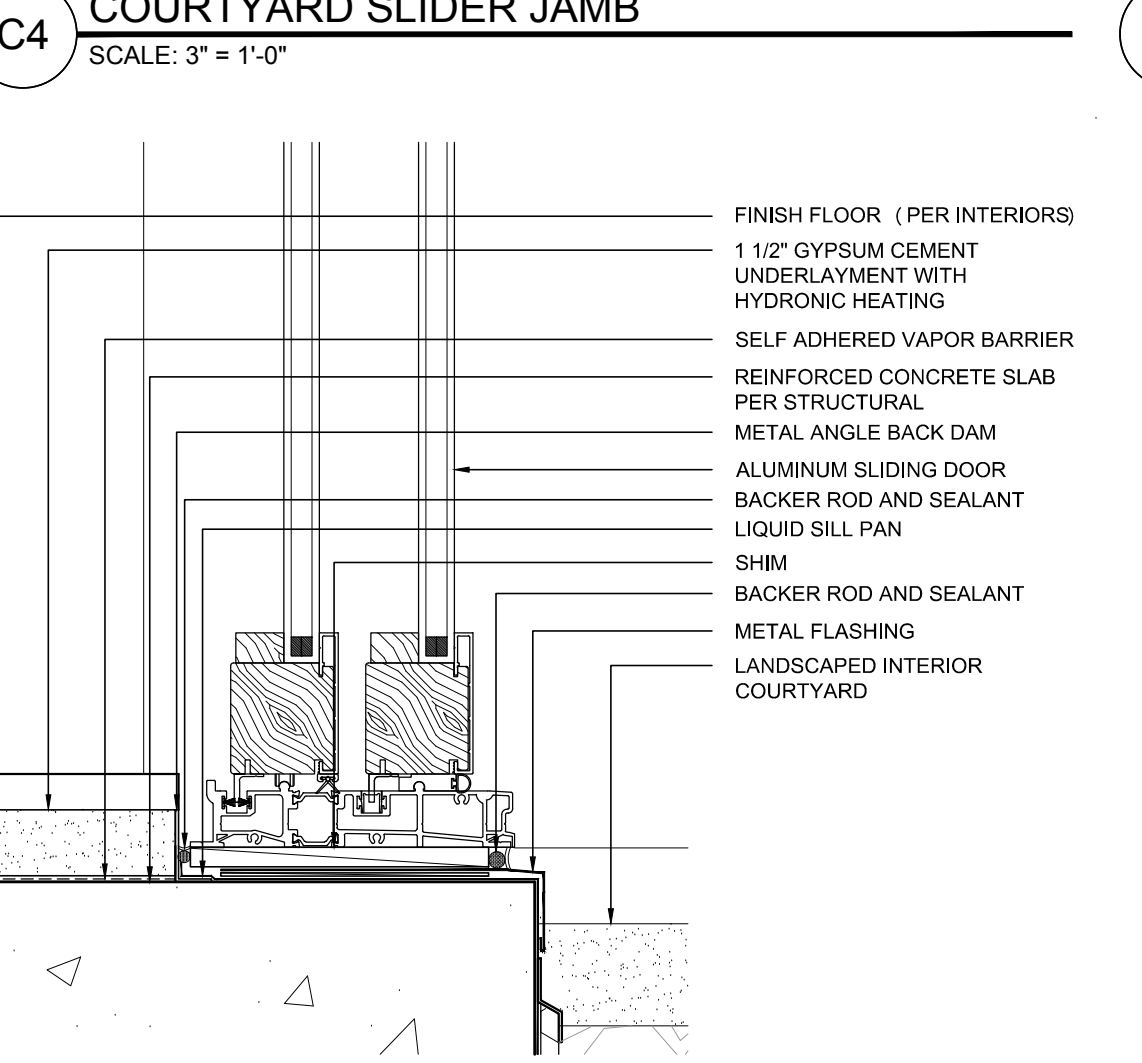 C4
COURTYARD SLIDER JAMB
SCALE: 3" = 1'-0"
FINISH FLOOR (PER INTERIORS)
1 1/2" GYPSUM CEMENT
UNDERLAYMENT WITH
HYDRONIC HEATING
SELF ADHERED VAPOR BARRIER
REINFORCED CONCRETE SLAB
PER STRUCTURAL
METAL ANGLE BACK DAM
ALUMINUM SLIDING DOOR
BACKER ROD AND SEALANT
LIQUID SILL PAN
SHIM
BACKER ROD AND SEALANT
METAL FLASHING
LANDSCAPED INTERIOR
COURTYARD